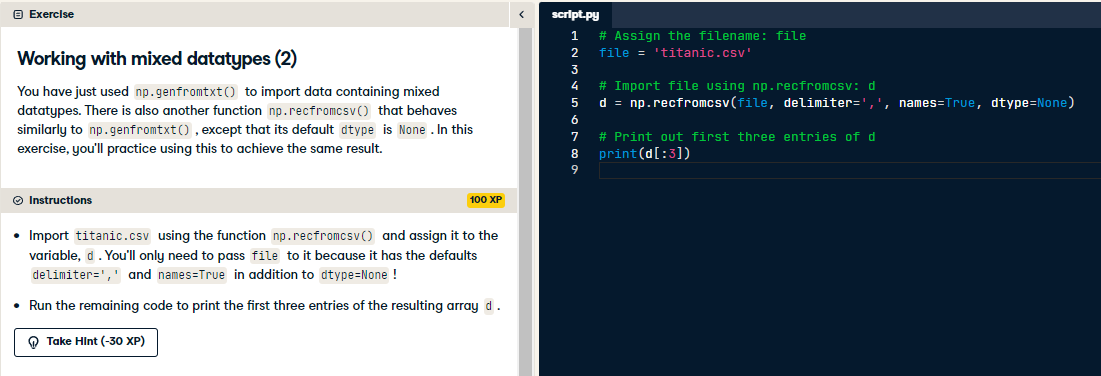 Exercise
Working with mixed datatypes (2)
You have just used np.genfromtxt() to import data containing mixed
datatypes. There is also another function np.recfromcsv() that behaves
similarly to np.genfromtxt() , except that its default dtype is None . In this
exercise, you'll practice using this to achieve the same result.
Instructions
100 XP
Import titanic.csv using the function np.recfromcsv() and assign it to the
variable, d . You'll only need to pass file to it because it has the defaults
delimiter=',' and names=True in addition to dtype=None !
Run the remaining code to print the first three entries of the resulting array d .
Take Hint (-30 XP)
script.py
1 # Assign the filename: file
2 file = 'titanic.csv'
3
4 # Import file using np.recfromcsv: d
5 d = np.recfromcsv(file, delimiter=',', names=True, dtype=None)
6
7 # Print out first three entries of d
8 print(d[:3])
9